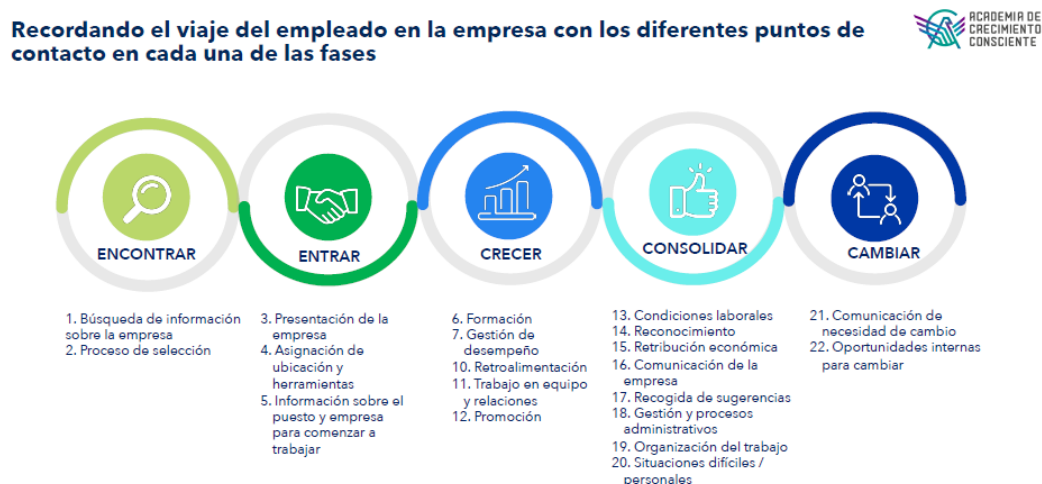 Recordando el viaje del empleado en la empresa con los diferentes puntos de
contacto en cada una de las fases
ACADEMIA DE
CRECIMIENTO
CONSCIENTE
ENCONTRAR
ENTRAR
CRECER
CONSOLIDAR
CAMBIAR
1. Búsqueda de información
sobre la empresa
2. Proceso de selección
3. Presentación de la
empresa
4. Asignación de
ubicación y
herramientas
5. Información sobre el
puesto y empresa
para comenzar a
trabajar
6. Formación
7. Gestión de
desempeño
10. Retroalimentación
11. Trabajo en equipo
y relaciones
12. Promoción
13. Condiciones laborales
14. Reconocimiento
15. Retribución económica
16. Comunicación de la
empresa
17. Recogida de sugerencias
18. Gestión y procesos
administrativos
19. Organización del trabajo
20. Situaciones difíciles /
personales
21. Comunicación de
necesidad de cambio
22. Oportunidades internas
para cambiar